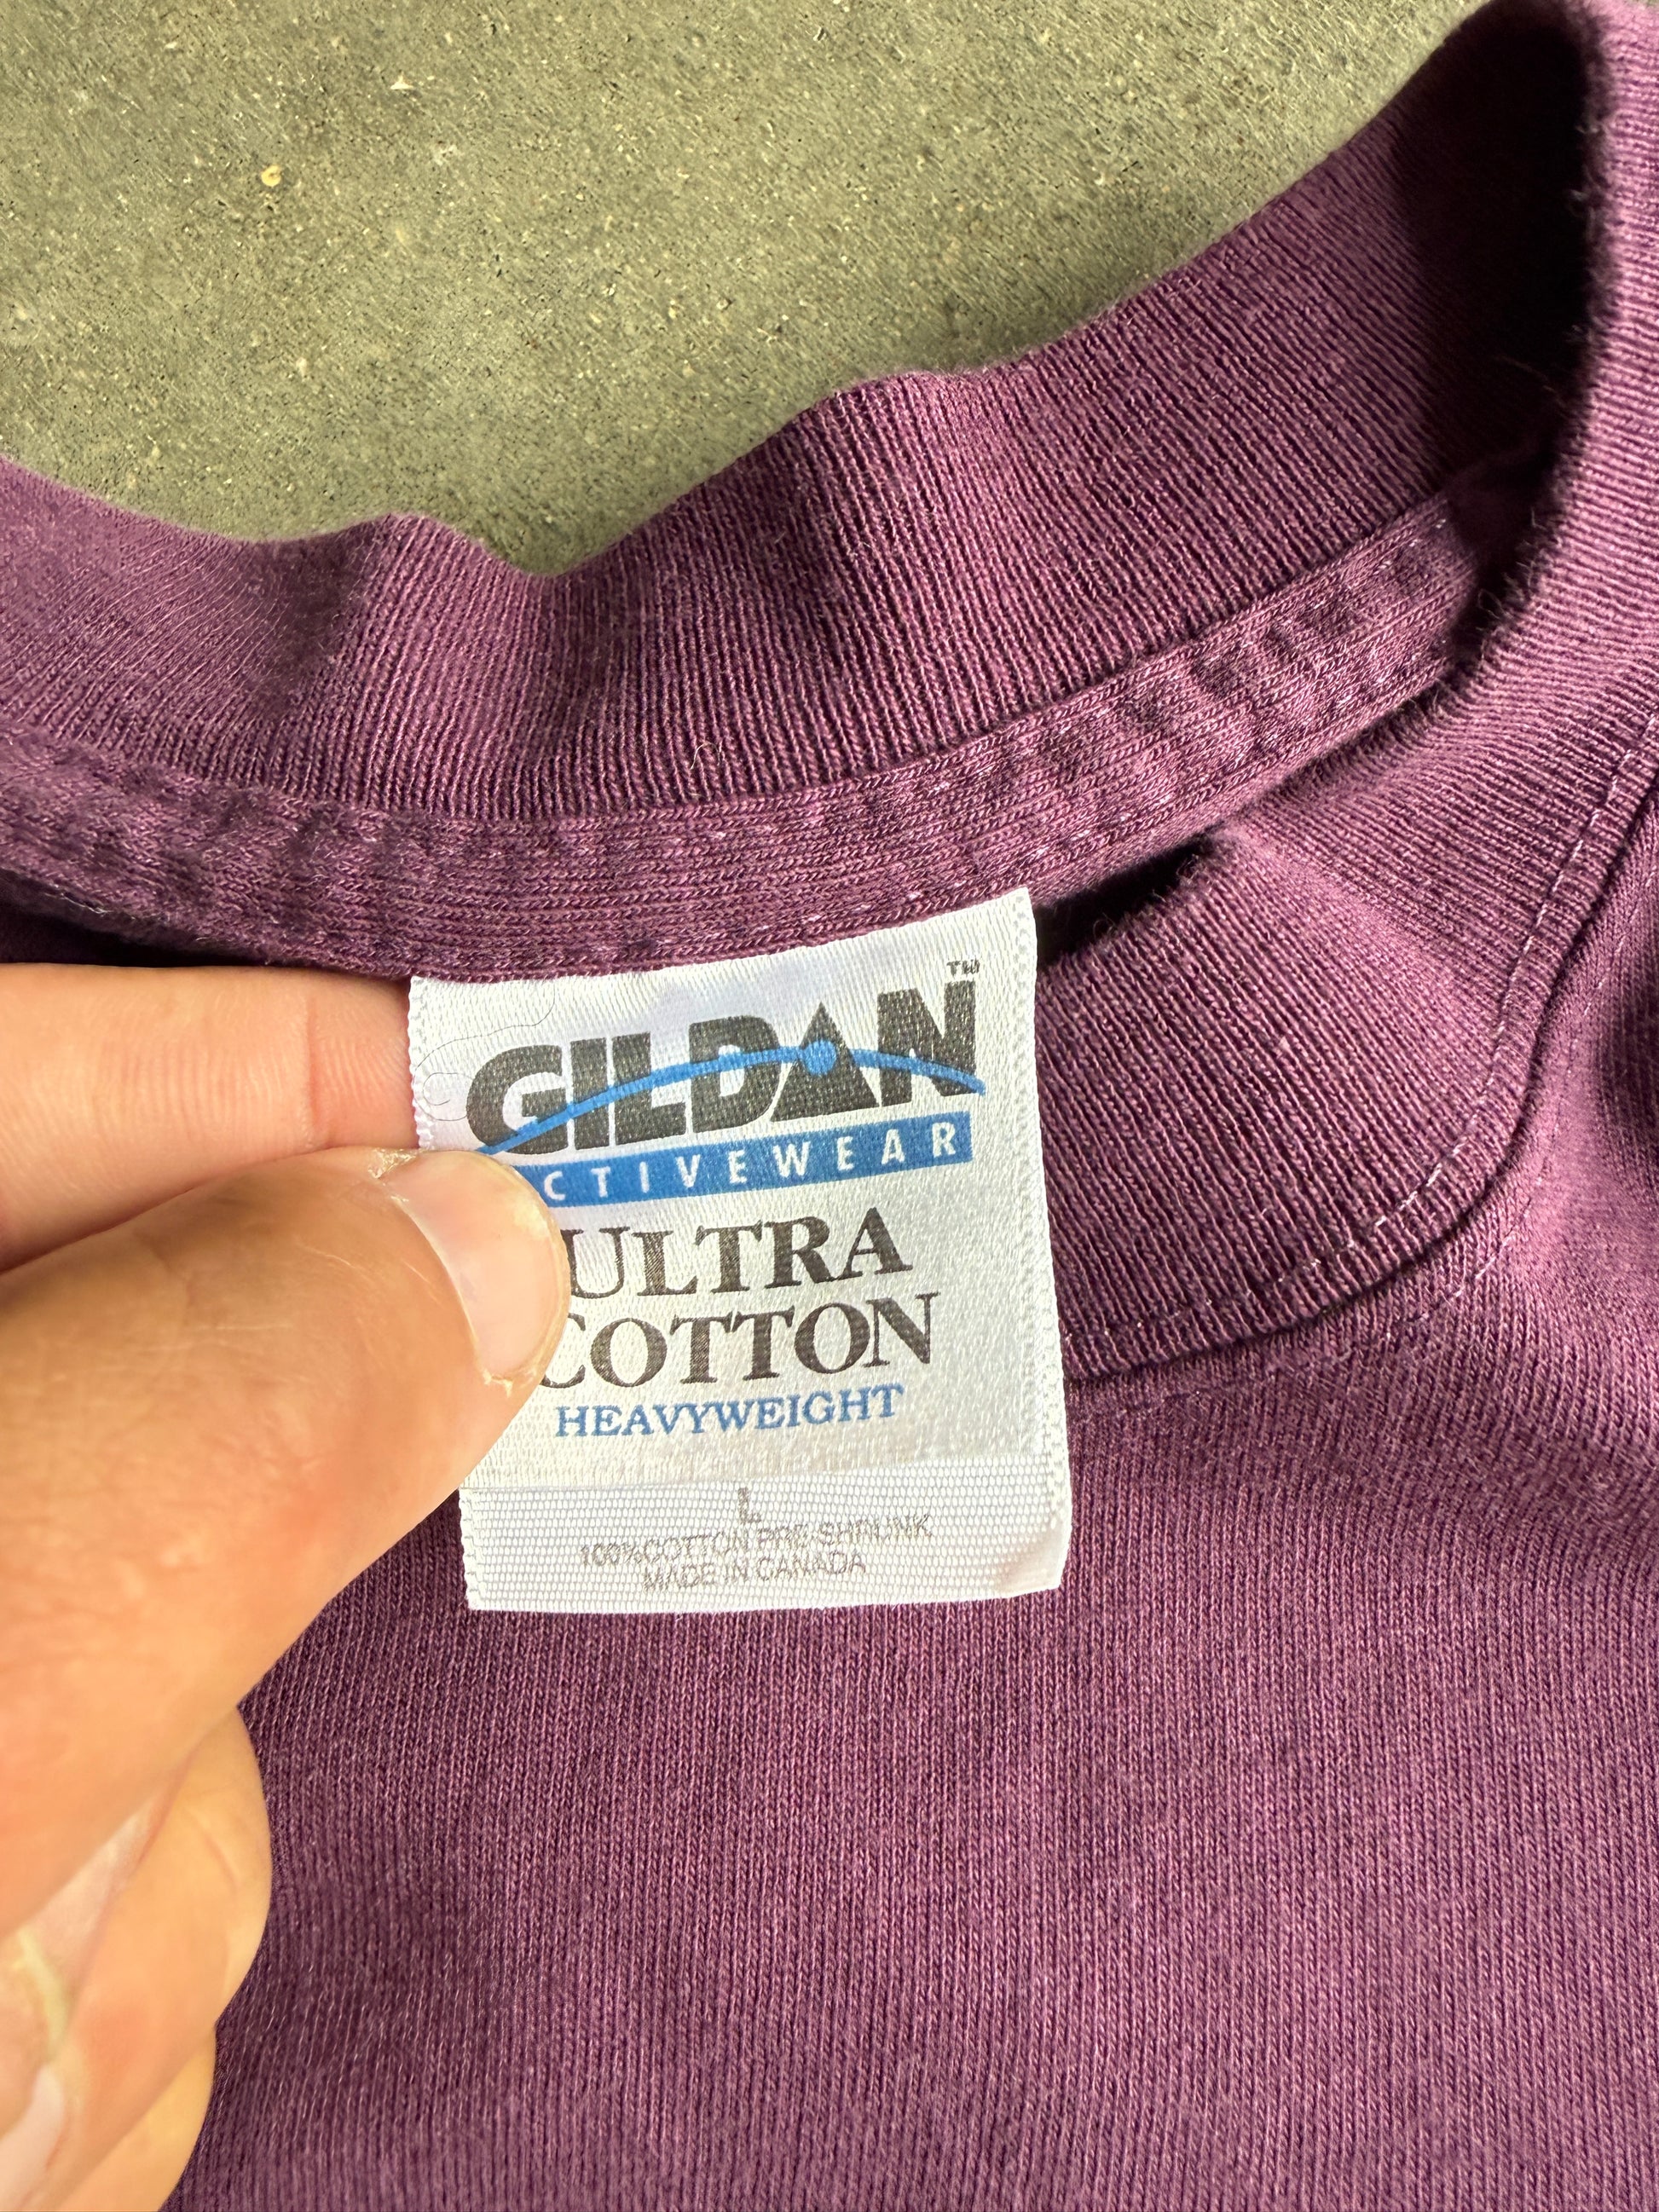 GILDAN™
CTIVEWEAR
ULTRA
COTTON
HEAVYWEIGHT
L
100% COTTON PRE-SHRUNK
MADE IN CANADA